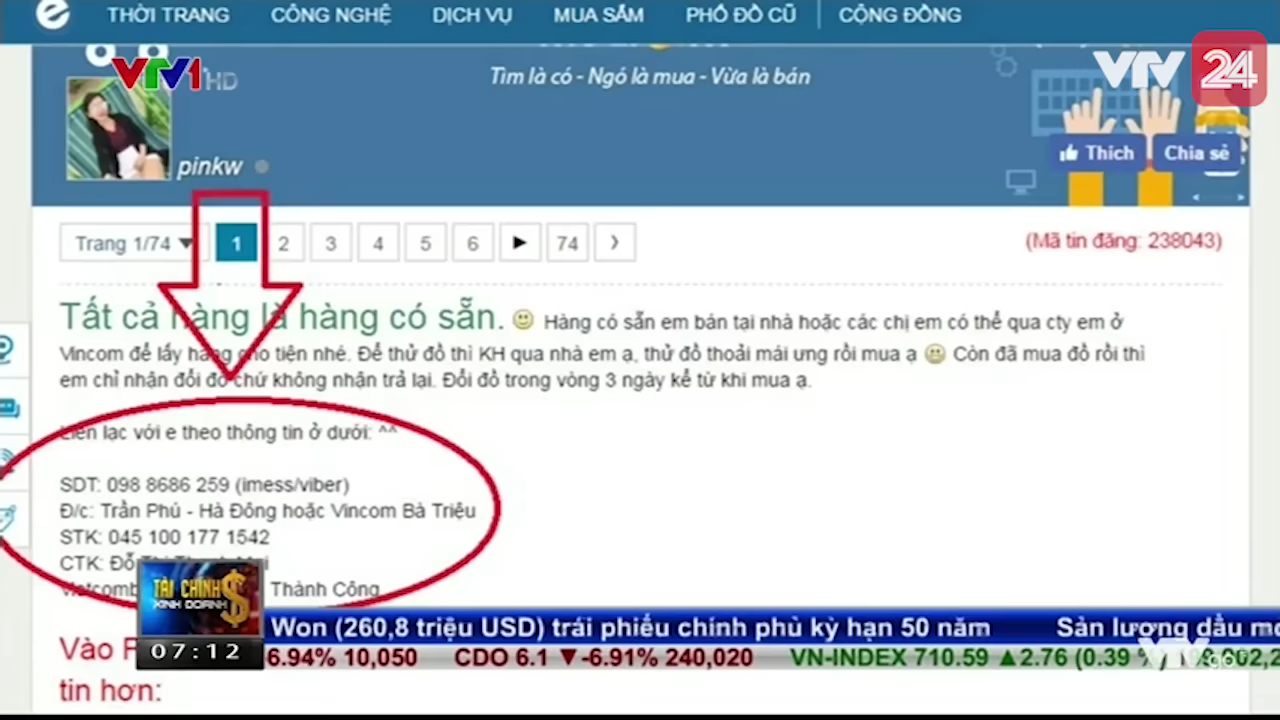 THỜI TRANG CÔNG NGHỆ DỊCH VỤ MUA SẮM PHỐ ĐỒ CŨ CỘNG ĐỒNG
VTV1 HD
VTV 24
Tìm là có - Ngó là mua - Vừa là bán
Thích Chia sẻ
pinkw
Trang 1/74 1 2 3 4 5 6 74
(Mã tin đăng: 238043)
Tất cả hàng là hàng có sẵn. Hàng có sẵn em bán tại nhà hoặc các chị em có thể qua cty em ở
Vincom để lấy hàng cho tiện nhé. Để thử đồ thì KH qua nhà em ạ, thử đồ thoải mái ưng rồi mua ạ Còn đã mua đồ rồi thì
em chỉ nhận đổi đồ chứ không nhận trả lại. Đổi đồ trong vòng 3 ngày kể từ khi mua ạ.
Liên lạc với e theo thông tin ở dưới: ^^
SDT: 098 8686 259 (imess/viber)
Đ/c: Trần Phú - Hà Đông hoặc Vincom Bà Triệu
STK: 045 100 177 1542
CTK: Đỗ
Thành Công
TÀI CHÍNH
KINH DOANH
Won (260,8 triệu USD) trái phiếu chính phủ kỳ hạn 50 năm Sản lượng dầu
Vào
07:12
6.94% 10,050 CDO 6.1 ▼-6.91% 240,020 VN-INDEX 710.59 ▲2.76 (0.39
VTV go
tin hơn: